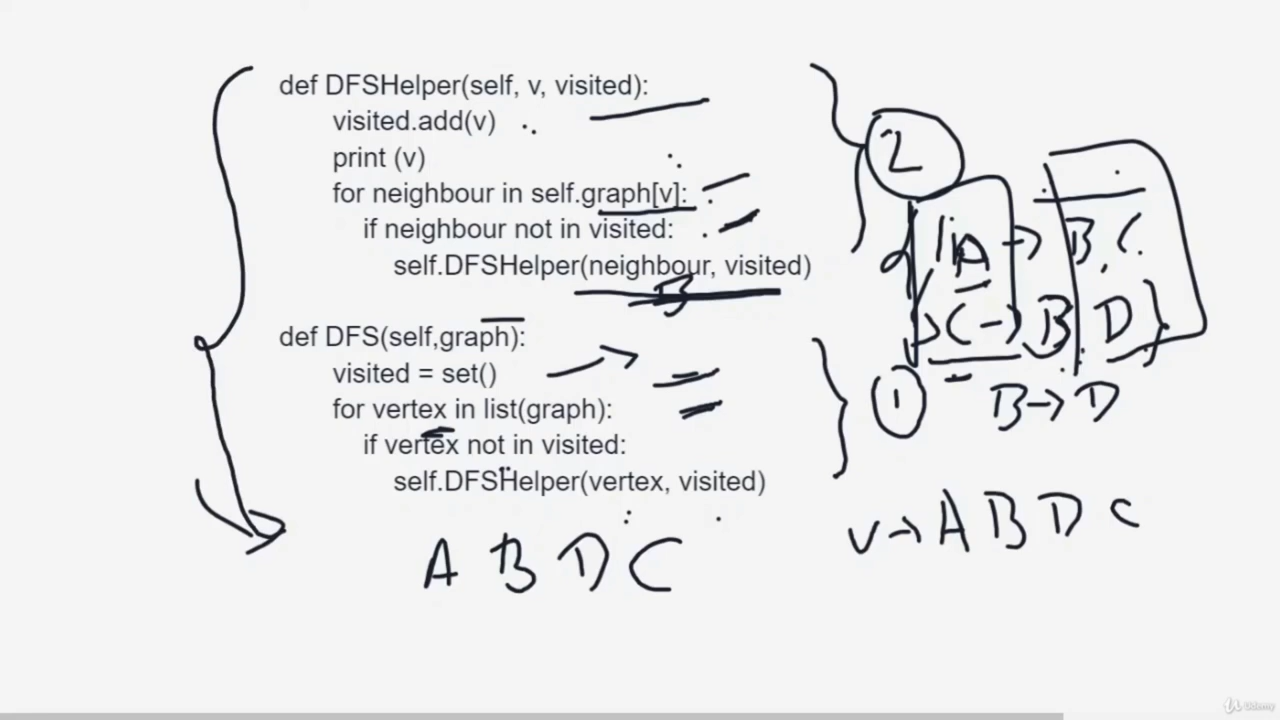 def DFSHelper(self, v, visited):
visited.add(v)
print (v)
for neighbour in self.graph[v]:
if neighbour not in visited:
self.DFSHelper(neighbour, visited)
B
def DFS(self,graph):
visited = set()
for vertex in list(graph):
if vertex not in visited:
self.DFSHelper(vertex, visited)
A B D C
2
A → B, C
C → B D
1
B → D
V → A B D C
Udemy